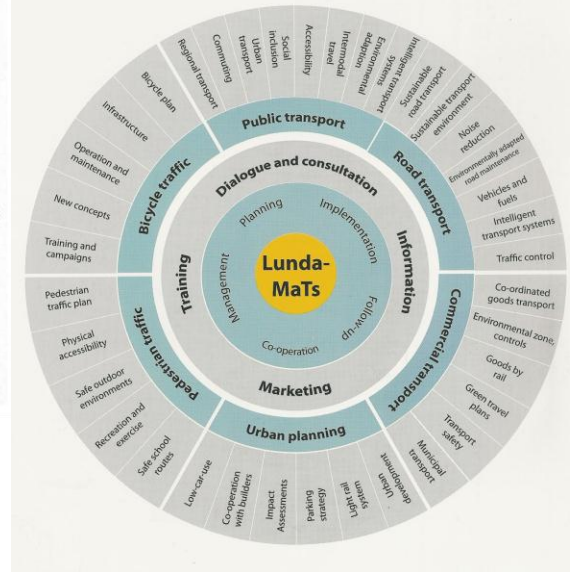 Regional transport
Commuting
Urban
transport
Social
inclusion
Accessibility
Intermodal
travel
Environmental
adaption
Intelligent transport
systems
Sustainable
road transport
Sustainable transport
environment
Noise
reduction
Environmentally adapted
road maintenance
Vehicles and
fuels
Intelligent
transport systems
Traffic control
Co-ordinated
goods transport
Environmental zone,
controls
Goods by
rail
Green travel
plans
Transport
safety
Municipal
transport
Urban
development
Light rail
system
Parking
strategy
Impact
Assessments
Co-operation
with builders
Low-car-use
Safe school
routes
Recreation and
exercise
Safe outdoor
environments
Physical
accessibility
Pedestrian
traffic plan
Training and
campaigns
New concepts
Operation and
maintenance
Infrastructure
Bicycle plan
Public transport
Road transport
Commercial transport
Urban planning
Pedestrian traffic
Bicycle traffic
Dialogue and consultation
Information
Marketing
Training
Planning
Implementation
Follow-up
Co-operation
Management
Lunda-
MaTs